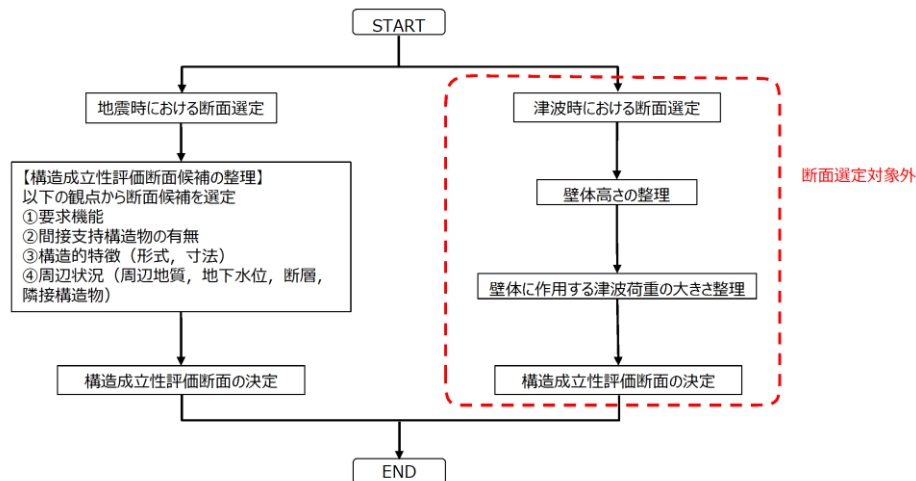 START
地震時における断面選定
【構造成立性評価断面候補の整理】
以下の観点から断面候補を選定
①要求機能
②間接支持構造物の有無
③構造的特徴（形式，寸法）
④周辺状況（周辺地質，地下水位，断層，
隣接構造物）
構造成立性評価断面の決定
津波時における断面選定
壁体高さの整理
壁体に作用する津波荷重の大きさ整理
構造成立性評価断面の決定
断面選定対象外
END